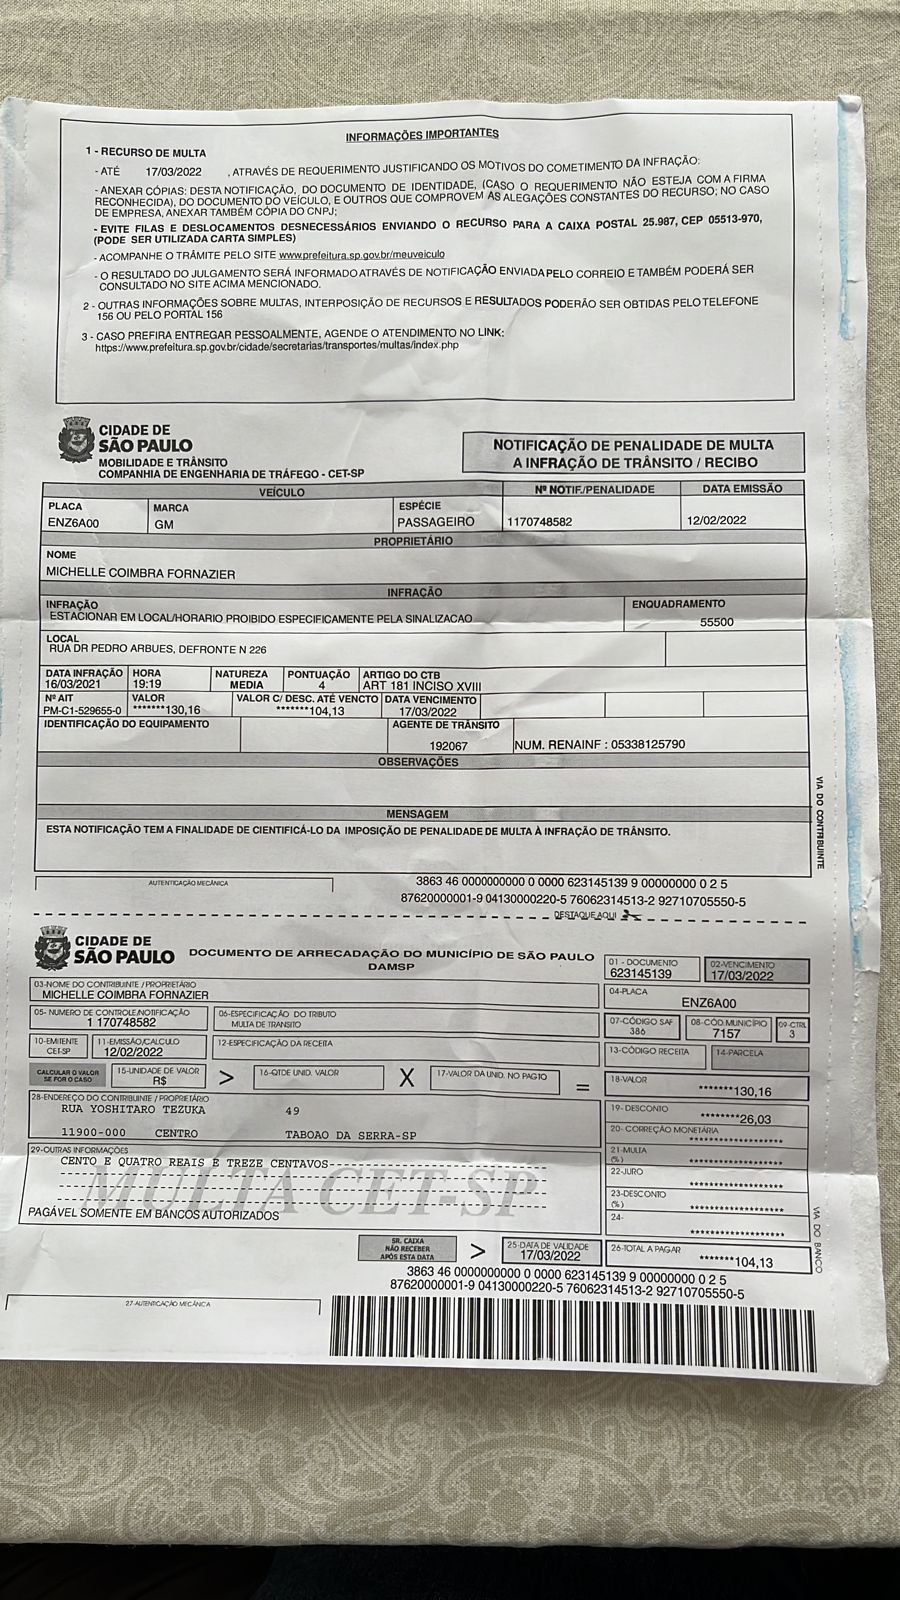 INFORMAÇÕES IMPORTANTES
1 - RECURSO DE MULTA
- ATÉ 17/03/2022 , ATRAVÉS DE REQUERIMENTO JUSTIFICANDO OS MOTIVOS DO COMETIMENTO DA INFRAÇÃO:
- ANEXAR CÓPIAS: DESTA NOTIFICAÇÃO, DO DOCUMENTO DE IDENTIDADE, (CASO O REQUERIMENTO NÃO ESTEJA COM A FIRMA
RECONHECIDA), DO DOCUMENTO DO VEÍCULO, E OUTROS QUE COMPROVEM AS ALEGAÇÕES CONSTANTES DO RECURSO; NO CASO
DE EMPRESA, ANEXAR TAMBÉM CÓPIA DO CNPJ;
- EVITE FILAS E DESLOCAMENTOS DESNECESSÁRIOS ENVIANDO O RECURSO PARA A CAIXA POSTAL 25.987, CEP 05513-970,
(PODE SER UTILIZADA CARTA SIMPLES)
- ACOMPANHE O TRÂMITE PELO SITE www.prefeitura.sp.gov.br/meuveiculo
- O RESULTADO DO JULGAMENTO SERÁ INFORMADO ATRAVÉS DE NOTIFICAÇÃO ENVIADA PELO CORREIO E TAMBÉM PODERÁ SER
CONSULTADO NO SITE ACIMA MENCIONADO.
2 - OUTRAS INFORMAÇÕES SOBRE MULTAS, INTERPOSIÇÃO DE RECURSOS E RESULTADOS PODERÃO SER OBTIDAS PELO TELEFONE
156 OU PELO PORTAL 156
3 - CASO PREFIRA ENTREGAR PESSOALMENTE, AGENDE O ATENDIMENTO NO LINK:
https://www.prefeitura.sp.gov.br/cidade/secretarias/transportes/multas/index.php
CIDADE DE
SÃO PAULO
MOBILIDADE E TRÂNSITO
COMPANHIA DE ENGENHARIA DE TRÁFEGO - CET-SP
NOTIFICAÇÃO DE PENALIDADE DE MULTA
A INFRAÇÃO DE TRÂNSITO / RECIBO
VEÍCULO Nº NOTIF./PENALIDADE DATA EMISSÃO
PLACA MARCA ESPÉCIE
ENZ6A00 GM PASSAGEIRO 1170748582 12/02/2022
PROPRIETÁRIO
NOME
MICHELLE COIMBRA FORNAZIER
INFRAÇÃO
INFRAÇÃO ENQUADRAMENTO
ESTACIONAR EM LOCAL/HORARIO PROIBIDO ESPECIFICAMENTE PELA SINALIZACAO 55500
LOCAL
RUA DR PEDRO ARBUES, DEFRONTE N 226
DATA INFRAÇÃO HORA NATUREZA PONTUAÇÃO ARTIGO DO CTB
16/03/2021 19:19 MEDIA 4 ART 181 INCISO XVIII
Nº AIT VALOR VALOR C/ DESC. ATÉ VENCTO DATA VENCIMENTO
PM-C1-529655-0 *******130,16 *******104,13 17/03/2022
IDENTIFICAÇÃO DO EQUIPAMENTO AGENTE DE TRÂNSITO
192067 NUM. RENAINF : 05338125790
OBSERVAÇÕES
MENSAGEM
ESTA NOTIFICAÇÃO TEM A FINALIDADE DE CIENTIFICÁ-LO DA IMPOSIÇÃO DE PENALIDADE DE MULTA À INFRAÇÃO DE TRÂNSITO.
VIA DO CONTRIBUINTE
AUTENTICAÇÃO MECÂNICA
3863 46 0000000000 0 0000 623145139 9 00000000 0 2 5
87620000001-9 04130000220-5 76062314513-2 92710705550-5
DESTAQUE AQUI
CIDADE DE
SÃO PAULO
DOCUMENTO DE ARRECADAÇÃO DO MUNICÍPIO DE SÃO PAULO
DAMSP
01 - DOCUMENTO 02-VENCIMENTO
623145139 17/03/2022
03-NOME DO CONTRIBUINTE / PROPRIETÁRIO 04-PLACA
MICHELLE COIMBRA FORNAZIER ENZ6A00
05- NUMERO DE CONTROLE/NOTIFICAÇÃO 06-ESPECIFICAÇÃO DO TRIBUTO 07-CÓDIGO SAF 08-CÓD.MUNICÍPIO 09-CTRL
1 170748582 MULTA DE TRANSITO 386 7157 3
10-EMITENTE 11-EMISSÃO/CALCULO 12-ESPECIFICAÇÃO DA RECEITA 13-CÓDIGO RECEITA 14-PARCELA
CET-SP 12/02/2022
CALCULAR O VALOR
SE FOR O CASO
15-UNIDADE DE VALOR
R$
> 16-QTDE UNID. VALOR X 17-VALOR DA UNID. NO PAGTO =
18-VALOR *******130,16
28-ENDEREÇO DO CONTRIBUINTE / PROPRIETÁRIO
RUA YOSHITARO TEZUKA 49
11900-000 CENTRO TABOAO DA SERRA-SP
19- DESCONTO ********26,03
20- CORREÇÃO MONETÁRIA
*******************
21-MULTA
(%) *******************
22-JURO
*******************
23-DESCONTO
(%) *******************
24-
*******************
29-OUTRAS INFORMAÇÕES
CENTO E QUATRO REAIS E TREZE CENTAVOS
MULTA CET-SP
PAGÁVEL SOMENTE EM BANCOS AUTORIZADOS
VIA DO BANCO
SR. CAIXA
NÃO RECEBER
APÓS ESTA DATA
> 25-DATA DE VALIDADE
17/03/2022
26-TOTAL A PAGAR *******104,13
3863 46 0000000000 0 0000 623145139 9 00000000 0 2 5
87620000001-9 04130000220-5 76062314513-2 92710705550-5
27-AUTENTICAÇÃO MECÂNICA